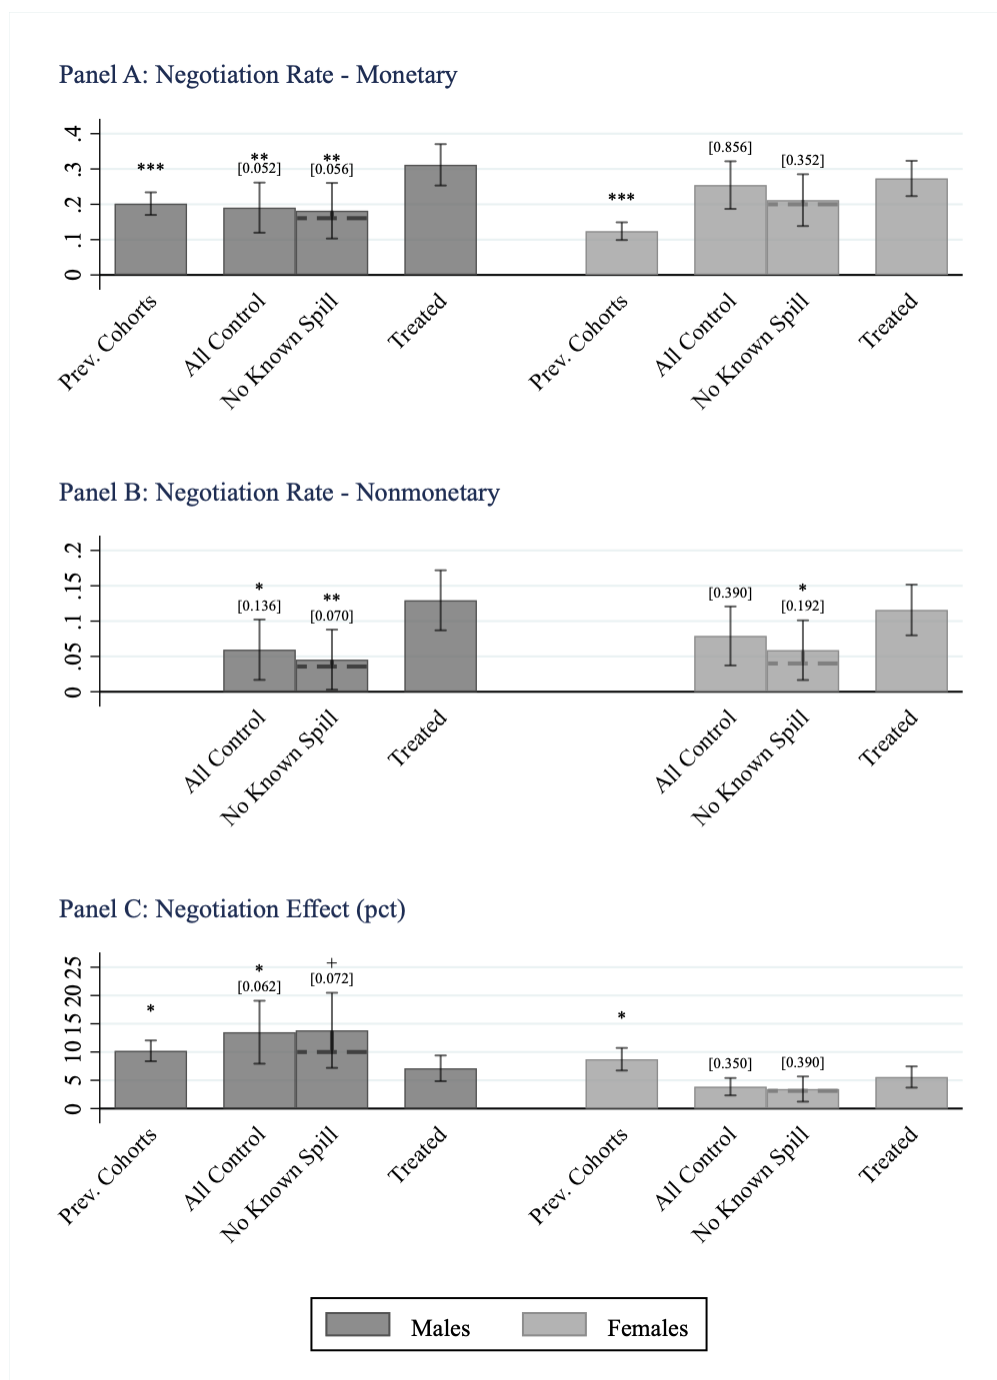 Panel A: Negotiation Rate - Monetary
.4
.3
.2
.1
0
***
**
[0.052]
**
[0.056]
***
[0.856]
[0.352]
Prev. Cohorts
All Control
No Known Spill
Treated
Prev. Cohorts
All Control
No Known Spill
Treated
Panel B: Negotiation Rate - Nonmonetary
.2
.15
.1
.05
0
*
[0.136]
**
[0.070]
[0.390]
*
[0.192]
All Control
No Known Spill
Treated
All Control
No Known Spill
Treated
Panel C: Negotiation Effect (pct)
25
20
15
10
5
0
*
*
[0.062]
+
[0.072]
*
[0.350]
[0.390]
Prev. Cohorts
All Control
No Known Spill
Treated
Prev. Cohorts
All Control
No Known Spill
Treated
Males
Females